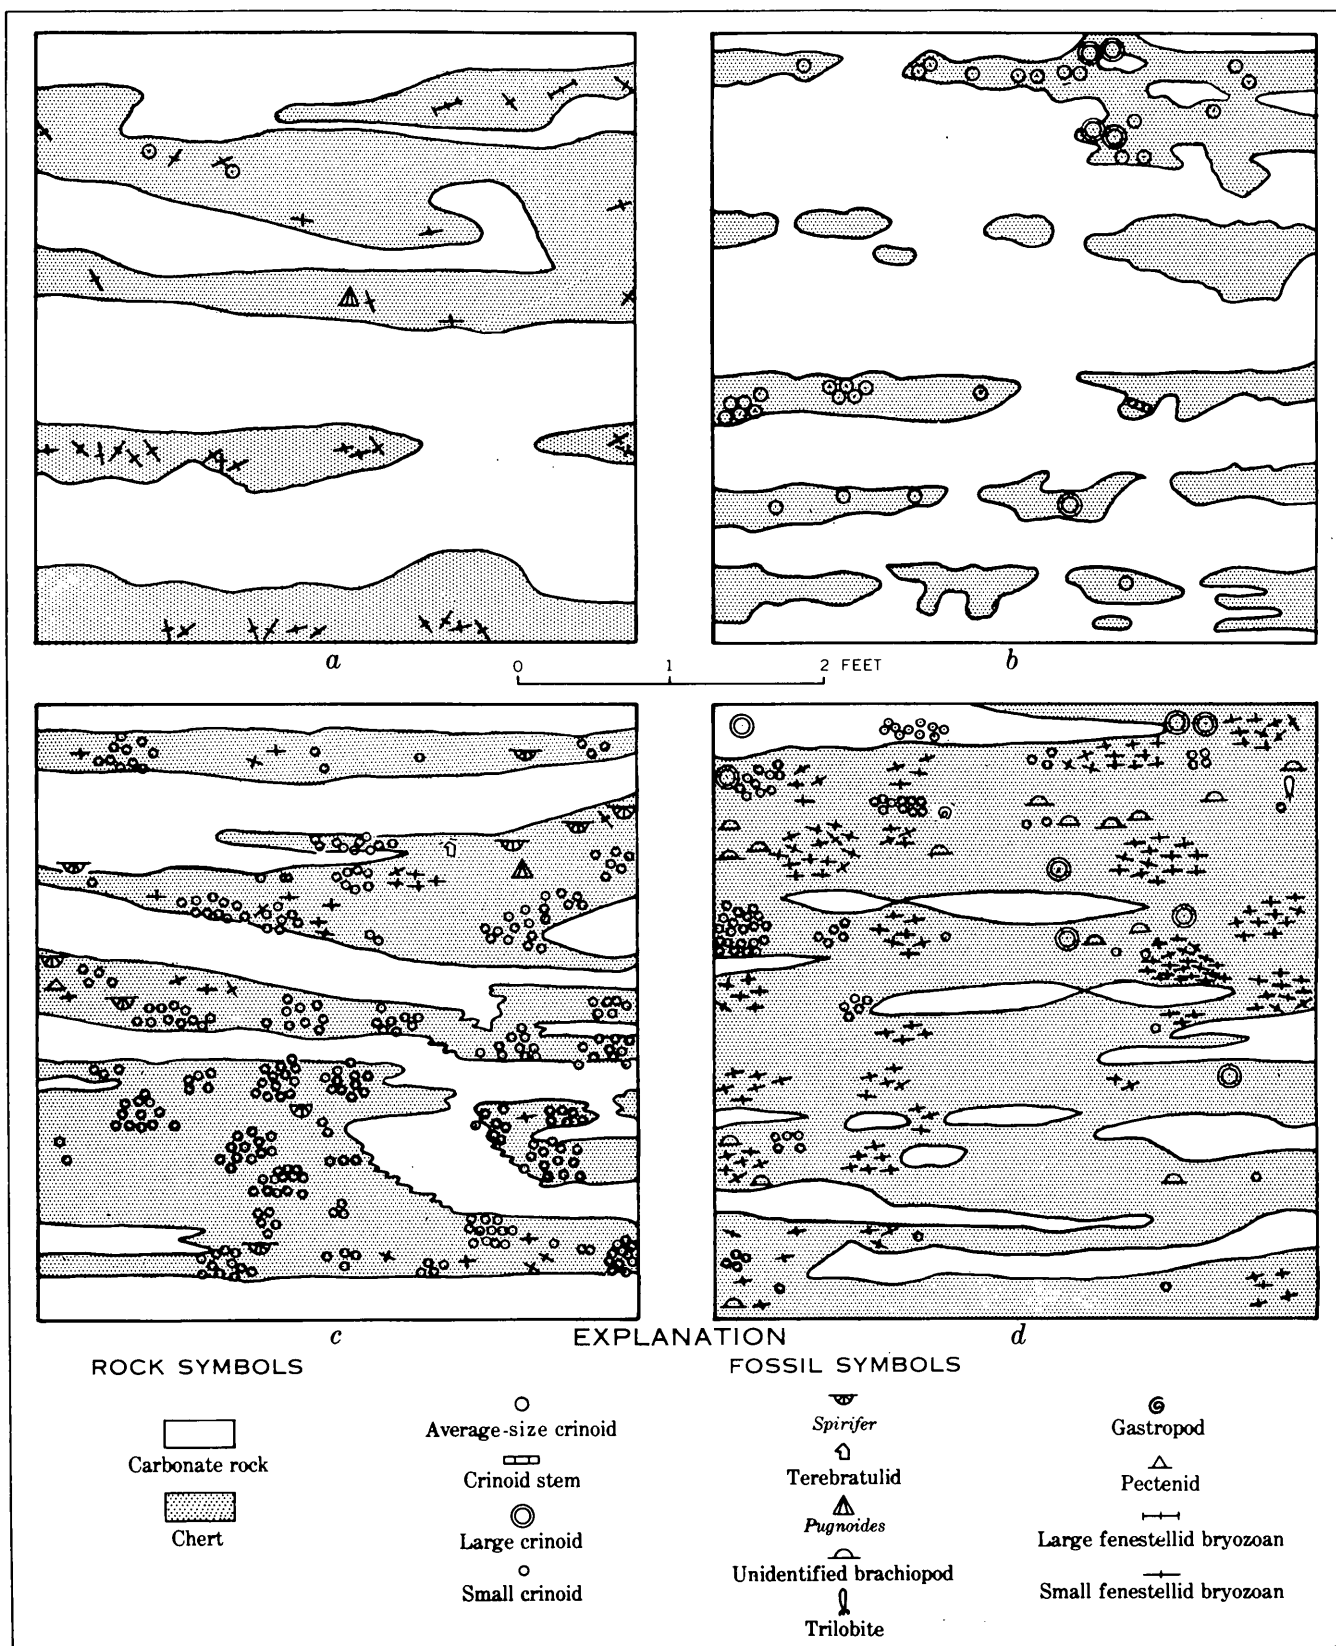 a
b
0 1 2 FEET
c
d
EXPLANATION
ROCK SYMBOLS
Carbonate rock
Chert
Average-size crinoid
Crinoid stem
Large crinoid
Small crinoid
FOSSIL SYMBOLS
Spirifer
Terebratulid
Pugnoides
Unidentified brachiopod
Trilobite
Gastropod
Pectenid
Large fenestellid bryozoan
Small fenestellid bryozoan